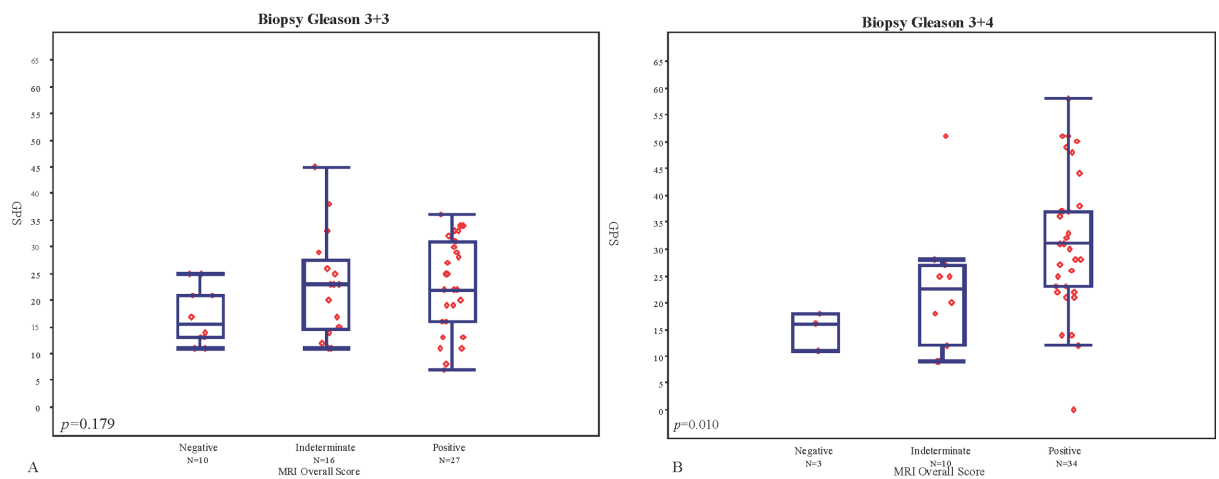 Biopsy Gleason 3+3
65
60
55
50
45
40
35
30
25
20
15
10
5
0
GPS
p=0.179
Negative
N=10
Indeterminate
N=16
Positive
N=27
MRI Overall Score
A
Biopsy Gleason 3+4
65
60
55
50
45
40
35
30
25
20
15
10
5
0
GPS
p=0.010
Negative
N=3
Indeterminate
N=10
Positive
N=34
MRI Overall Score
B